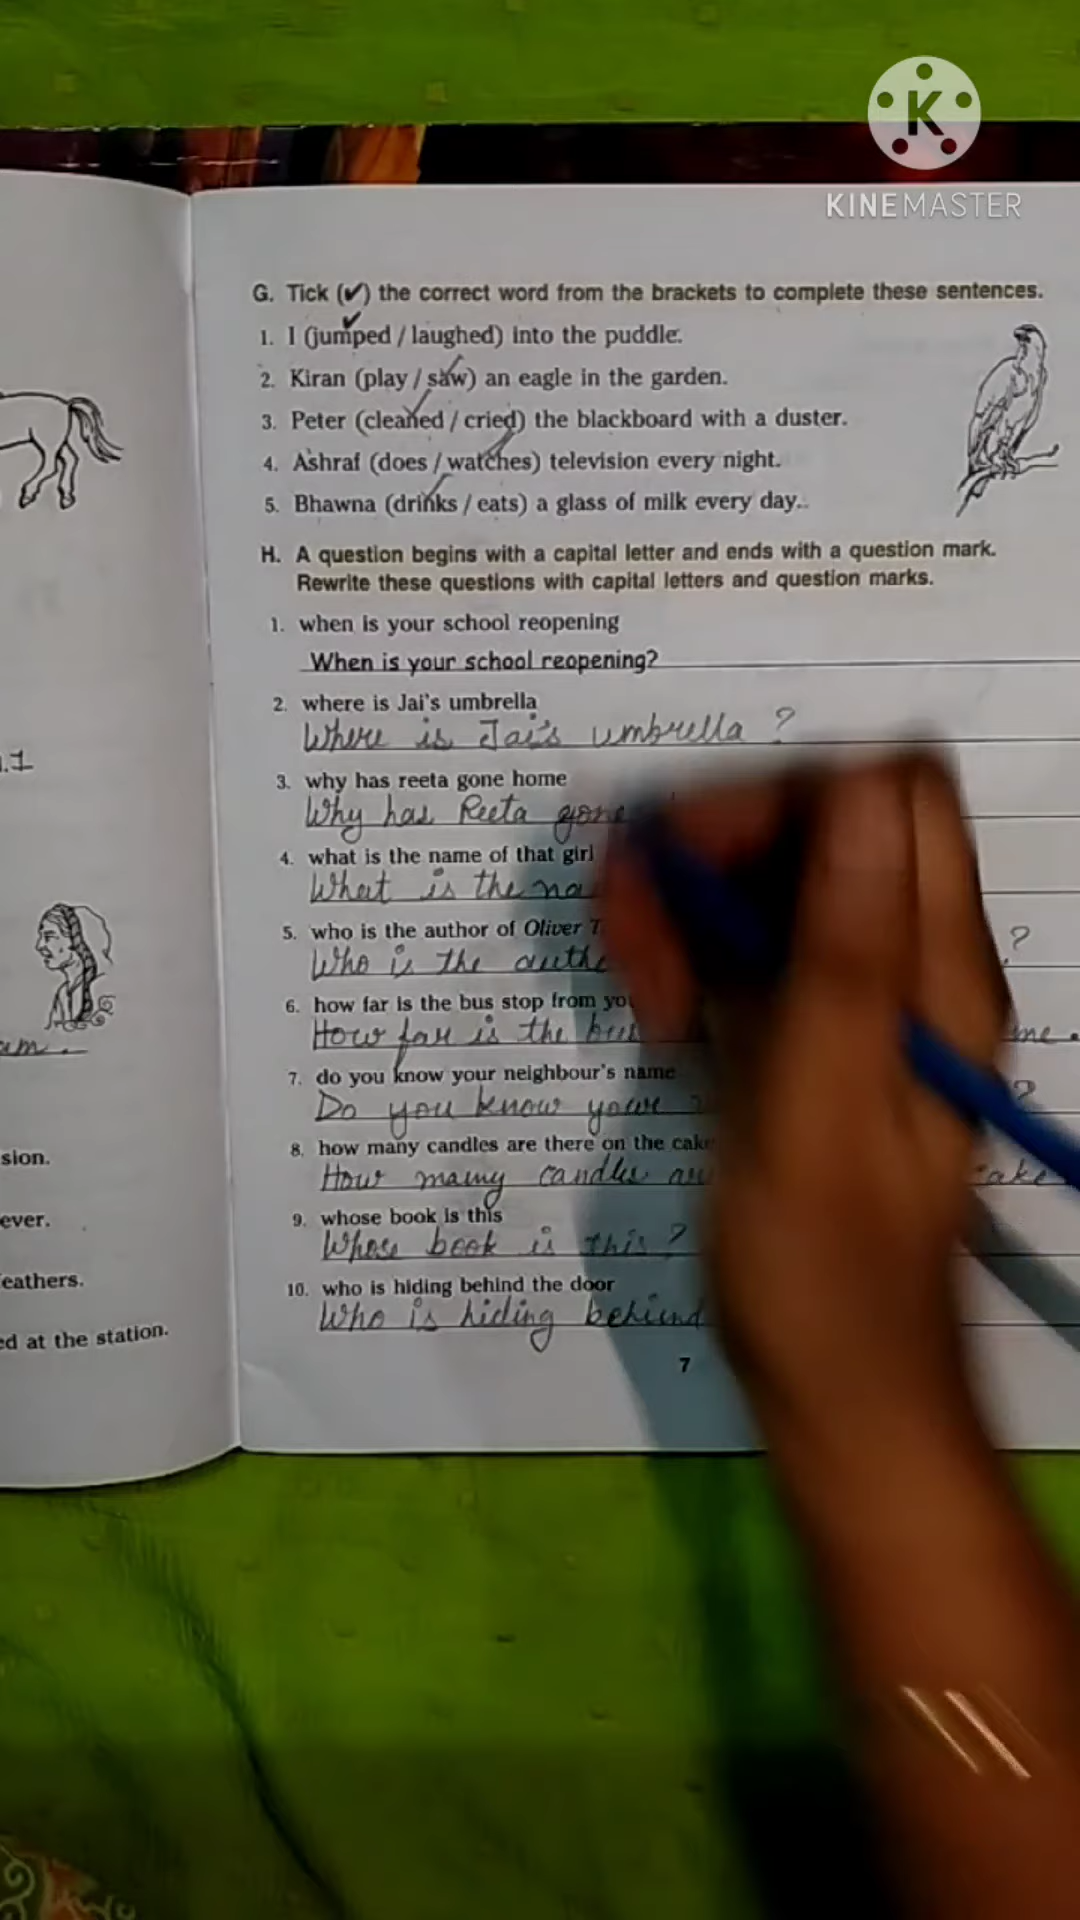 K
KINEMASTER
G. Tick (✔) the correct word from the brackets to complete these sentences.
1. I (jumped / laughed) into the puddle.
2. Kiran (play / saw) an eagle in the garden.
3. Peter (cleaned / cried) the blackboard with a duster.
4. Ashraf (does / watches) television every night.
5. Bhawna (drinks / eats) a glass of milk every day..
H. A question begins with a capital letter and ends with a question mark.
Rewrite these questions with capital letters and question marks.
1. when is your school reopening
When is your school reopening?
2. where is Jai's umbrella
Where is Jai's umbrella ?
3. why has reeta gone home
Why has Reeta gone
4. what is the name of that girl
What is the
5. who is the author of Oliver
?
Who is the
6. how far is the bus stop from
How far is the bus
7. do you know your neighbour's name
?
Do you know your
8. how many candles are there on the cake
How many candles cake
9. whose book is this
Whose book is this ?
10. who is hiding behind the door
Who is hiding behind
7
sion.
ever.
eathers.
ed at the station.